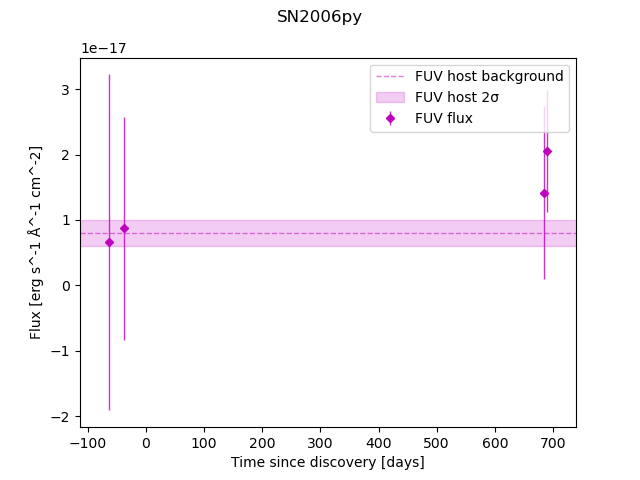 SN2006py
1e−17
FUV host background
FUV host 2σ
FUV flux
3
2
1
0
−1
−2
Flux [erg s^-1 Å^-1 cm^-2]
−100 0 100 200 300 400 500 600 700
Time since discovery [days]